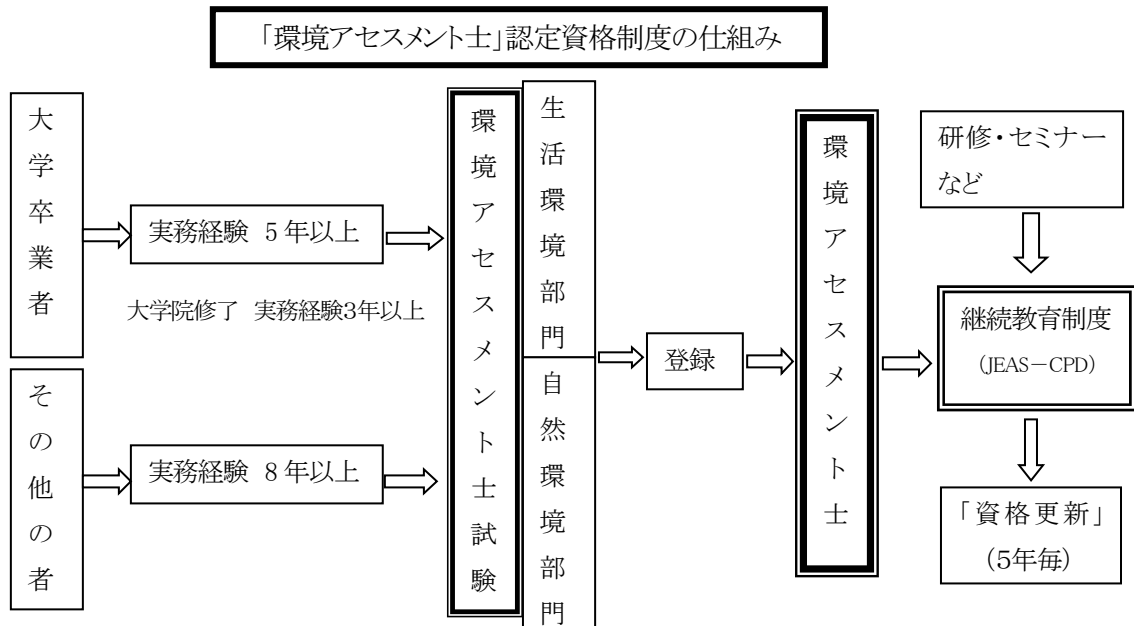 「環境アセスメント士」認定資格制度の仕組み
大学卒業者
実務経験 5年以上
大学院修了 実務経験3年以上
その他の者
実務経験 8年以上
環境アセスメント士試験
生活環境部門
自然環境部門
登録
環境アセスメント士
研修・セミナー
など
継続教育制度
(JEAS－CPD)
「資格更新」
(5年毎)